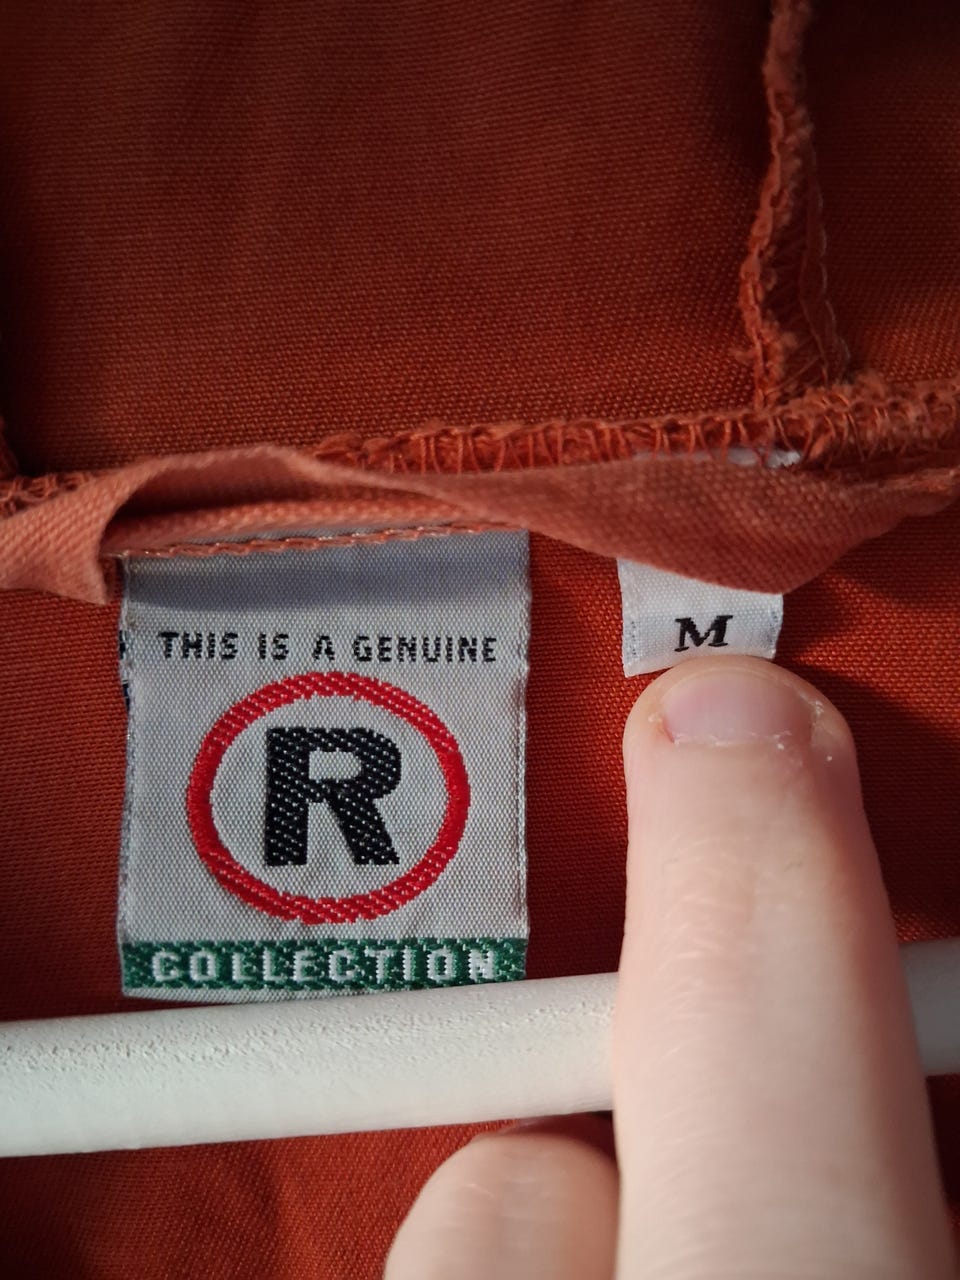 THIS IS A GENUINE
R
COLLECTION
M